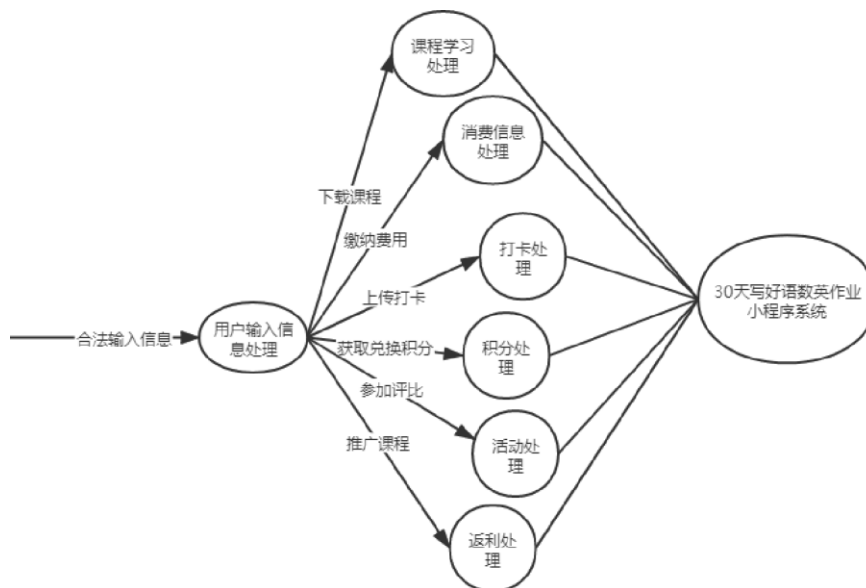 课程学习
处理
消费信息
处理
下载课程
缴纳费用
打卡处
理
上传打卡
30天写好语数英作业
小程序系统
合法输入信息
用户输入信
息处理
获取兑换积分
积分处
理
参加评比
推广课程
活动处
理
返利处
理